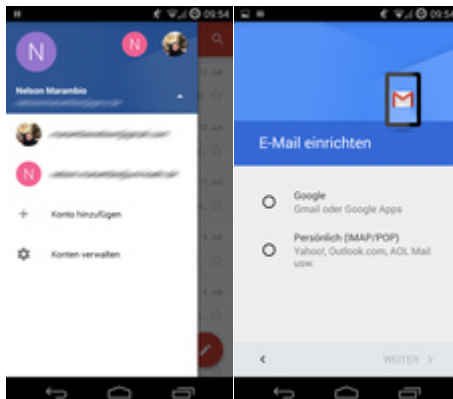 09:54
N
N
Nelson Marambio
N
Konto hinzufügen
Konten verwalten
09:54
E-Mail einrichten
Google
Gmail oder Google Apps
Persönlich (IMAP/POP)
Yahoo!, Outlook.com, AOL Mail
usw.
WEITER